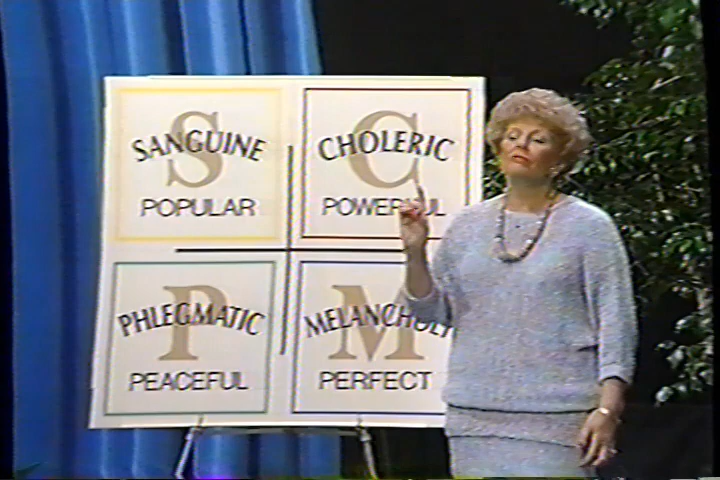 S
SANGUINE
POPULAR
C
CHOLERIC
POWERFUL
P
PHLEGMATIC
PEACEFUL
M
MELANCHOLY
PERFECT